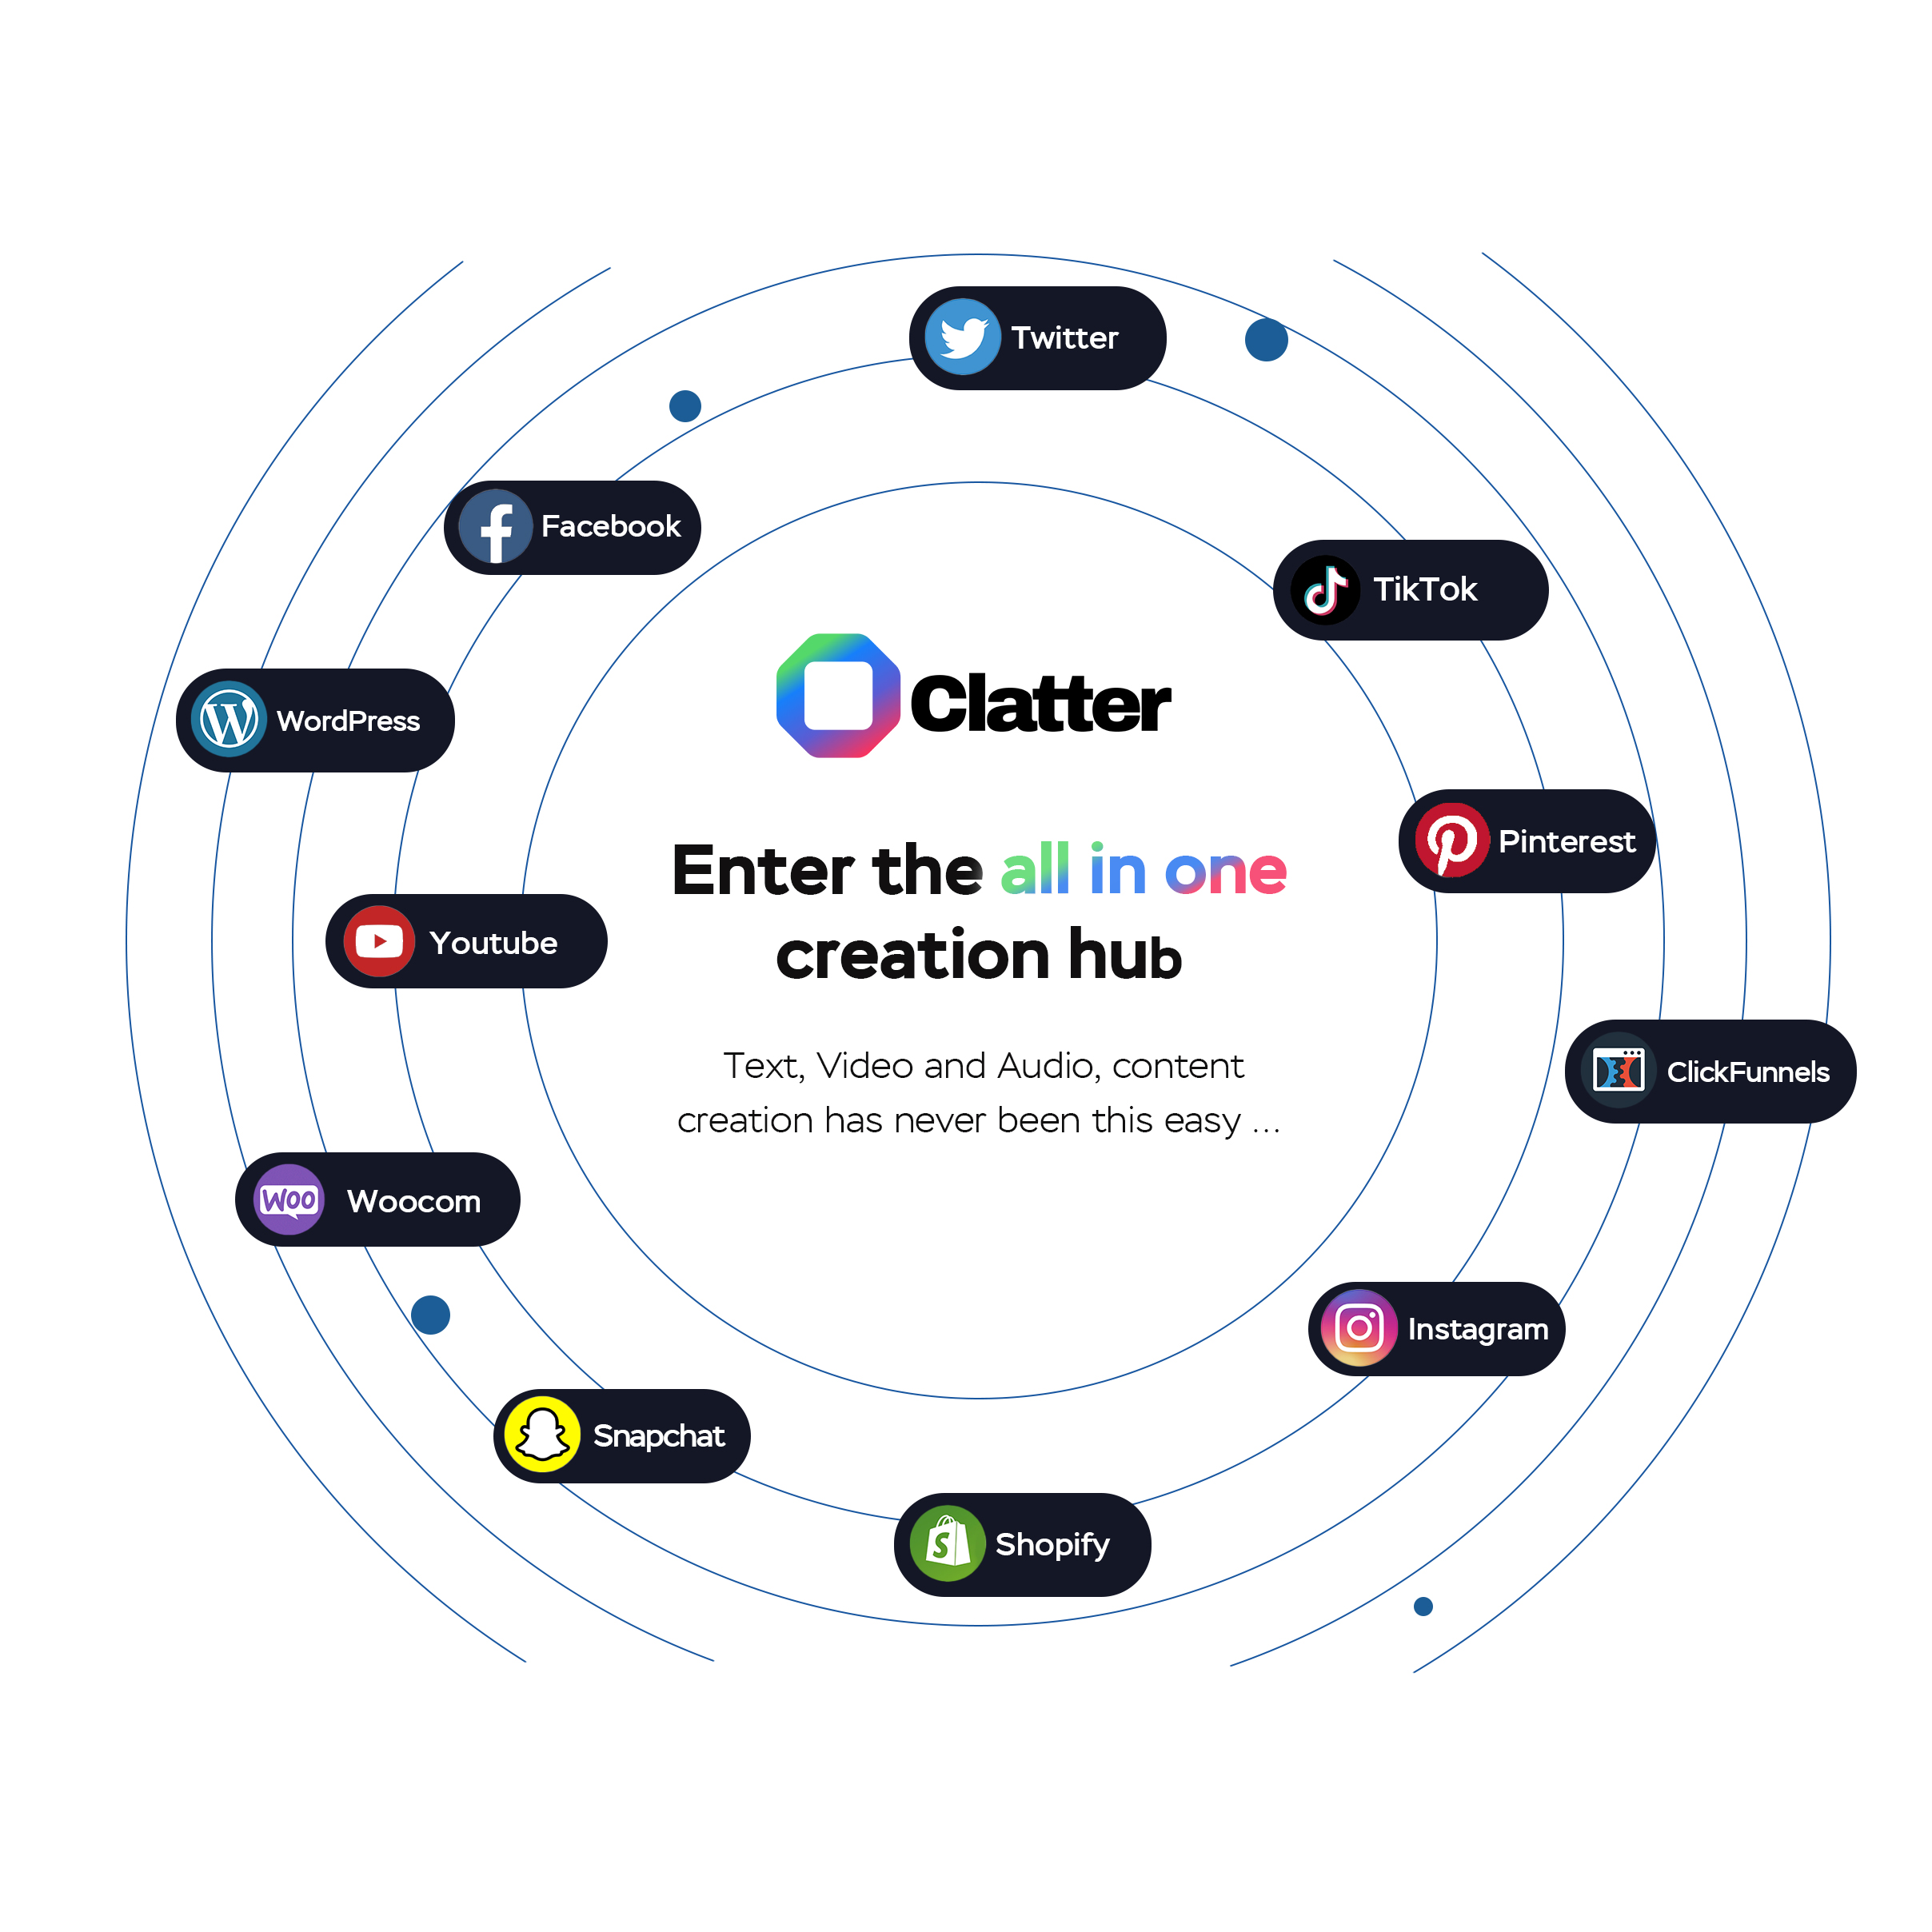 Twitter
Facebook
TikTok
Clatter
WordPress
Pinterest
Enter the all in one
creation hub
Youtube
Text, Video and Audio, content
creation has never been this easy ...
ClickFunnels
Woo Woocom
Instagram
Snapchat
Shopify